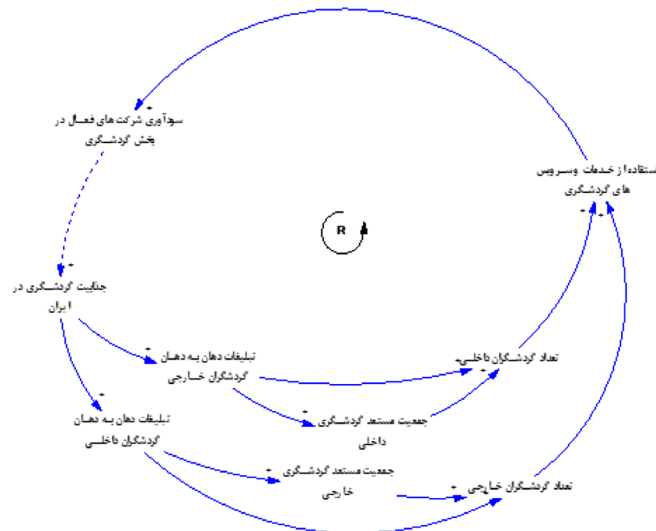 سودآوری شرکت های فعال در
بخش گردشگری
استفاده از خدمات وسرویس
های گردشگری
R
جذابیت گردشگری در
ایران
تبلیغات دهان به دهان
گردشگران خارجی
تعداد گردشگران داخلی
جمعیت مستعد گردشگری
داخلی
تبلیغات دهان به دهان
گردشگران داخلی
جمعیت مستعد گردشگری
خارجی
تعداد گردشگران خارجی